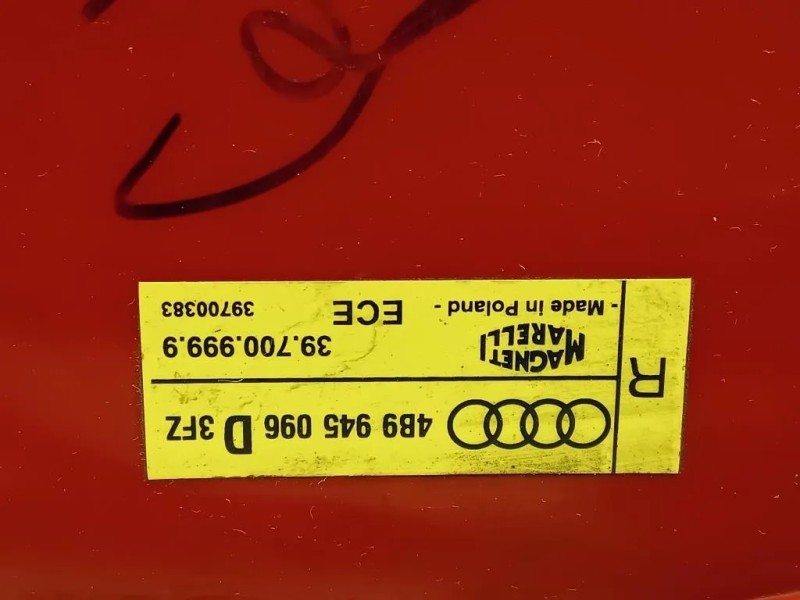 R
4B9 945 096 D 3FZ
MAGNETI MARELLI
39.700.999.9
- Made in Poland - ECE 39700383